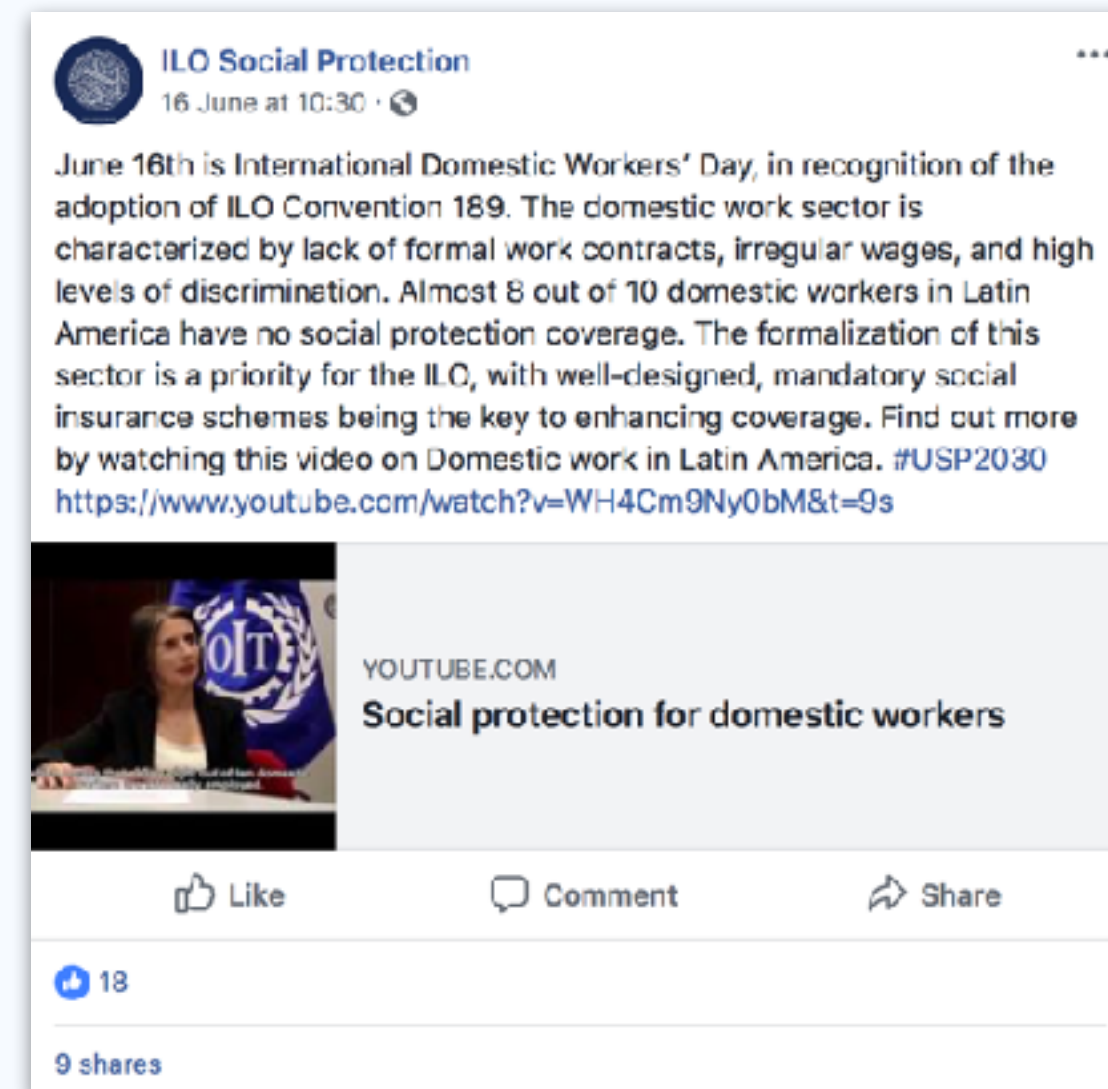 ILO Social Protection
16 June at 10:30 ·
June 16th is International Domestic Workers' Day, in recognition of the
adoption of ILO Convention 189. The domestic work sector is
characterized by lack of formal work contracts, irregular wages, and high
levels of discrimination. Almost 8 out of 10 domestic workers in Latin
America have no social protection coverage. The formalization of this
sector is a priority for the ILO, with well-designed, mandatory social
insurance schemes being the key to enhancing coverage. Find out more
by watching this video on Domestic work in Latin America. #USP2030
https://www.youtube.com/watch?v=WH4Cm9Ny0bM&t=9s
OIT
YOUTUBE.COM
Social protection for domestic workers
Like Comment Share
18
9 shares